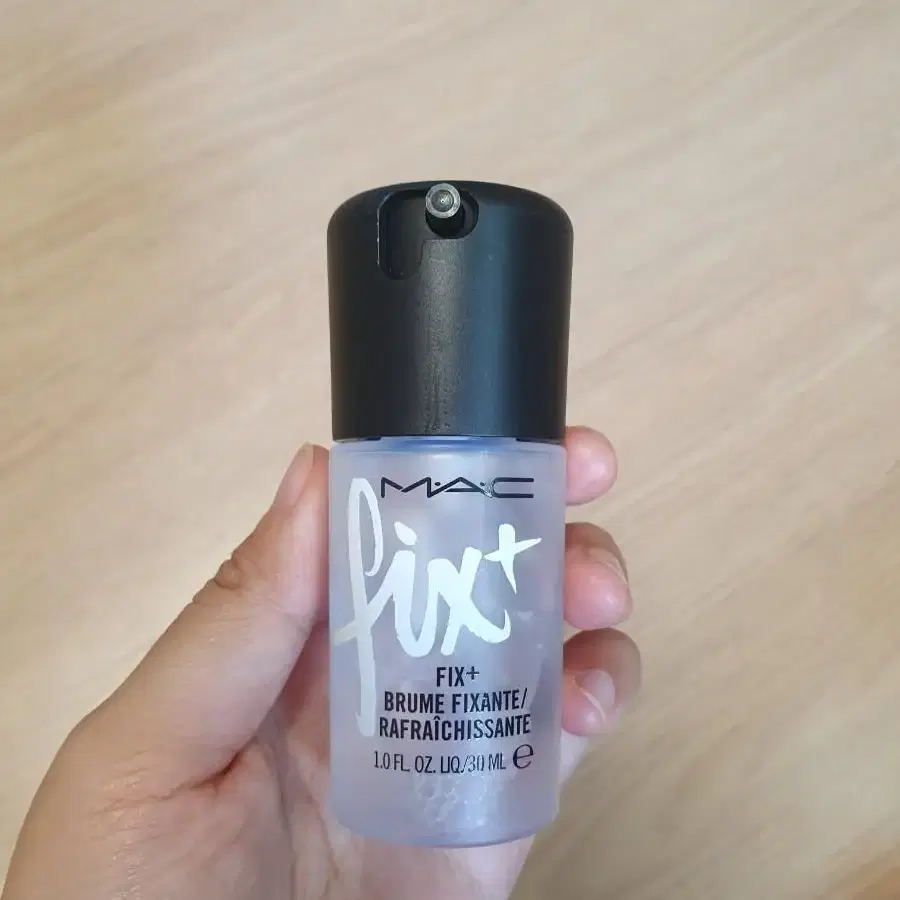 M·A·C
fix+
FIX+
BRUME FIXANTE/
RAFRAÎCHISSANTE
1.0 FL. OZ. LIQ./30 ML ℮